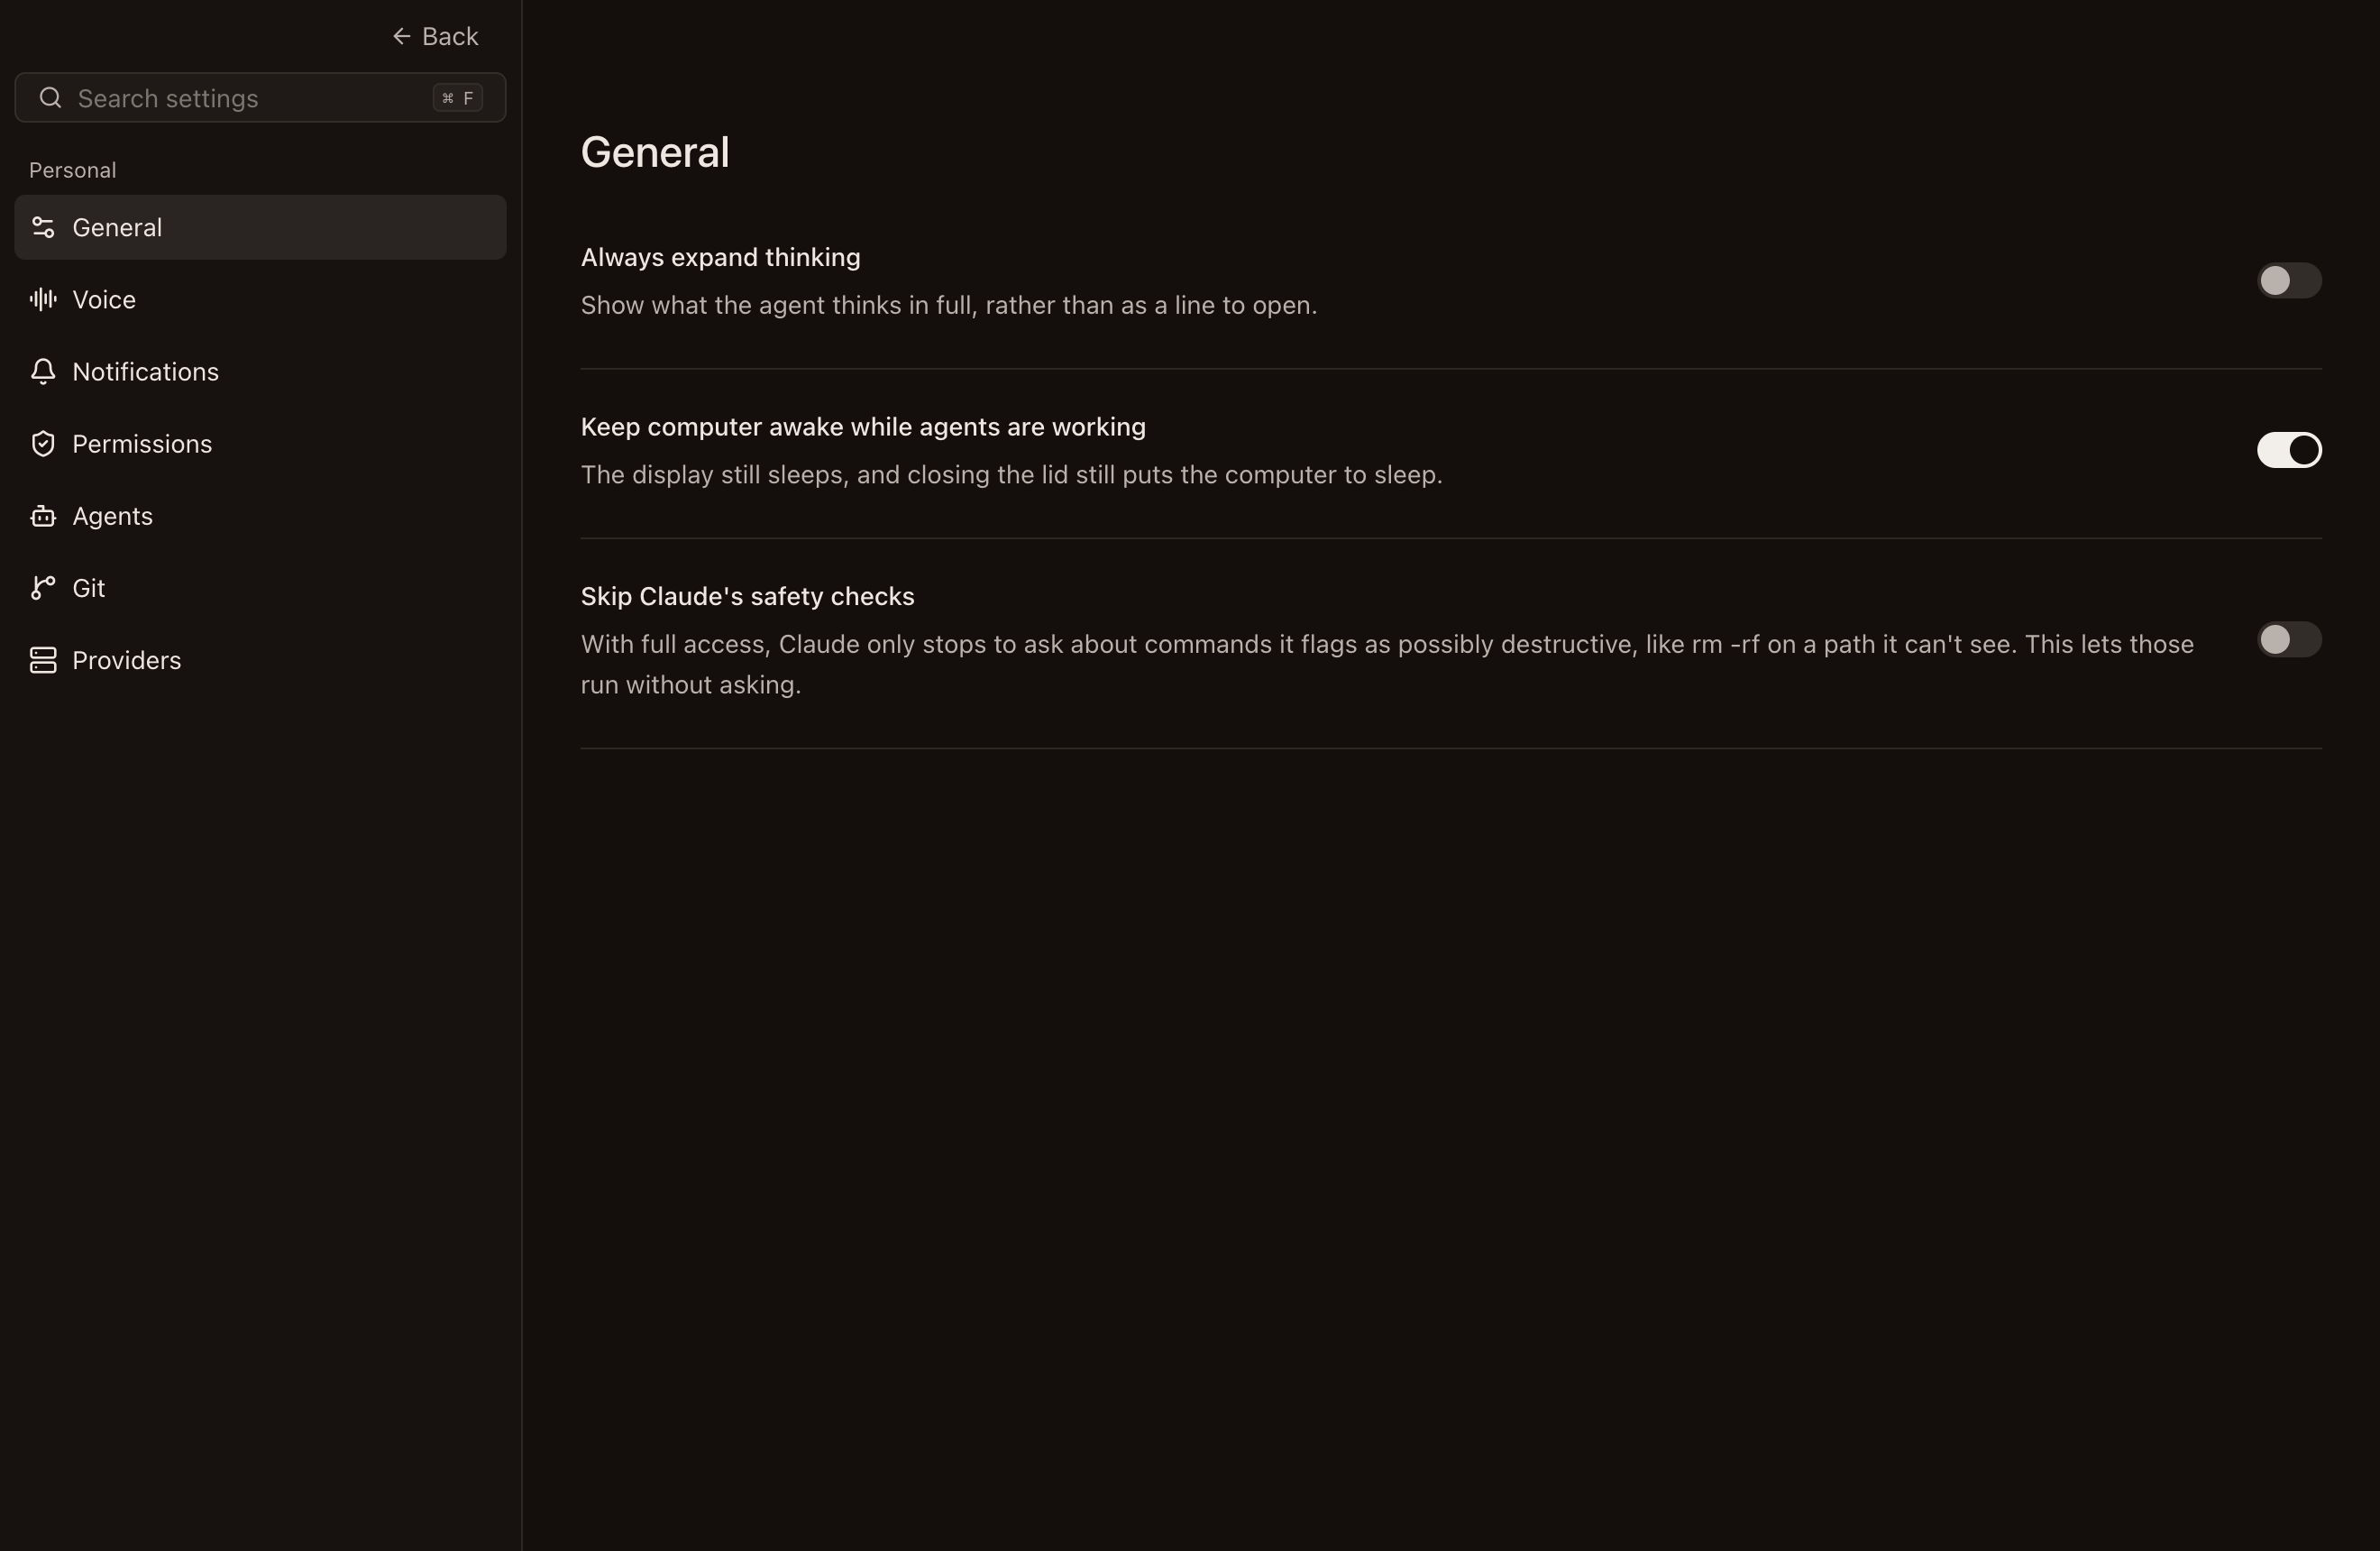 Back
Search settings
⌘ F
Personal
General
Voice
Notifications
Permissions
Agents
Git
Providers
General
Always expand thinking
Show what the agent thinks in full, rather than as a line to open.
Keep computer awake while agents are working
The display still sleeps, and closing the lid still puts the computer to sleep.
Skip Claude's safety checks
With full access, Claude only stops to ask about commands it flags as possibly destructive, like rm -rf on a path it can't see. This lets those
run without asking.